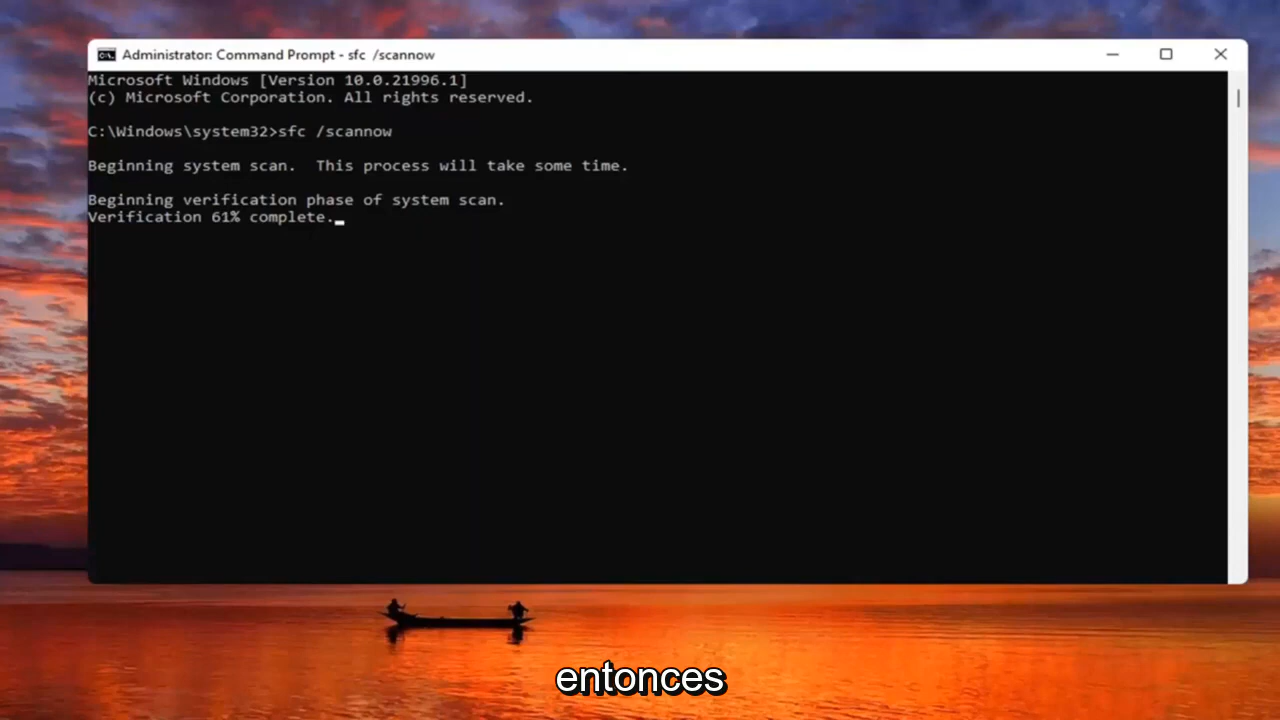 Administrator: Command Prompt - sfc /scannow
Microsoft Windows [Version 10.0.21996.1]
(c) Microsoft Corporation. All rights reserved.
C:\Windows\system32>sfc /scannow
Beginning system scan.  This process will take some time.
Beginning verification phase of system scan.
Verification 61% complete.
entonces